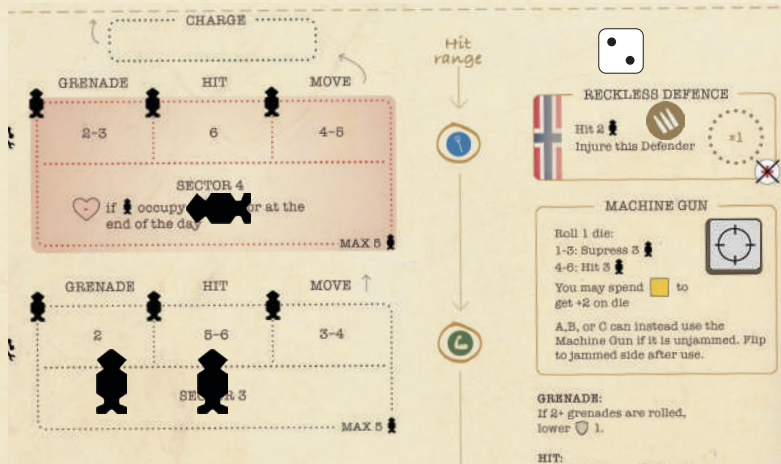 CHARGE
GRENADE HIT MOVE
2-3 6 4-5
SECTOR 4
if occupy or at the
end of the day
MAX 5
GRENADE HIT MOVE
2 5-6 3-4
3
MAX 5
Hit
range
RECKLESS DEFENCE
Hit 2
Injure this Defender
×1
MACHINE GUN
Roll 1 die:
1-3: Supress 3
4-6: Hit 3
You may spend to
get +2 on die
A,B, or C can instead use the
Machine Gun if it is unjammed. Flip
to jammed side after use.
GRENADE:
If 2+ grenades are rolled,
lower 1.
HIT: